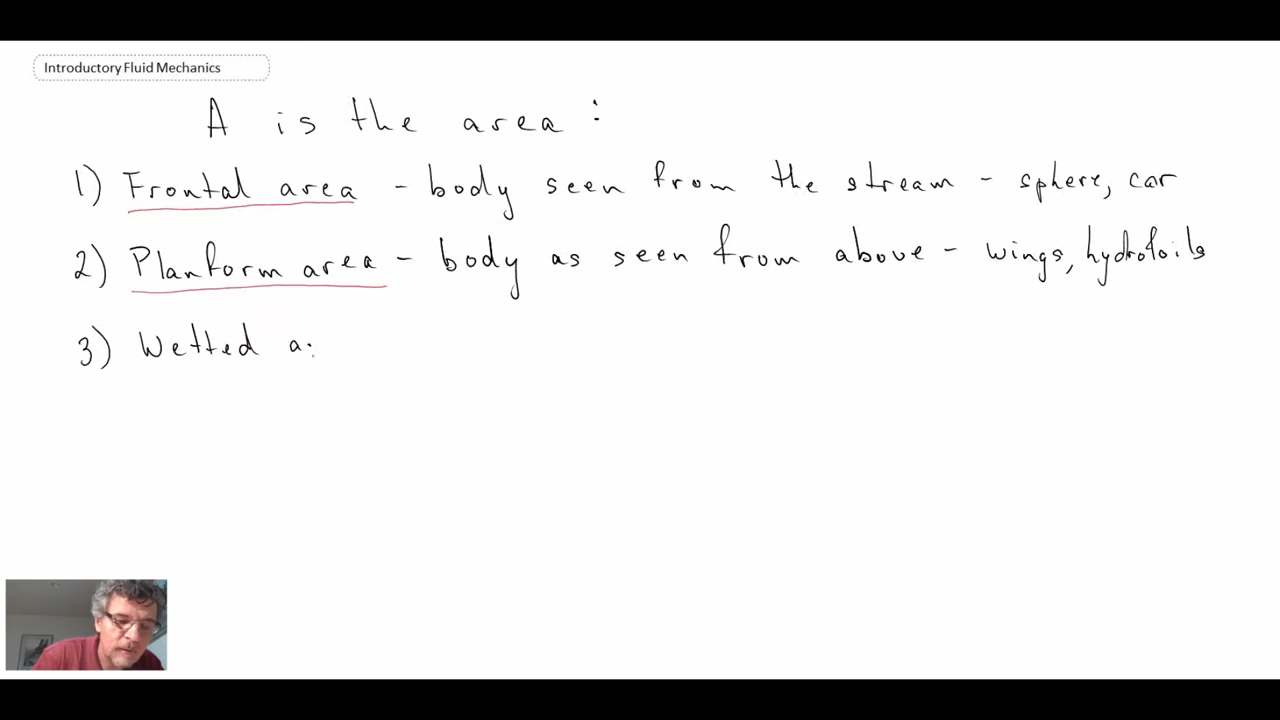 Introductory Fluid Mechanics
A is the area:
1) Frontal area - body seen from the stream - sphere, car
2) Planform area - body as seen from above - wings, hydrofoils
3) Wetted a